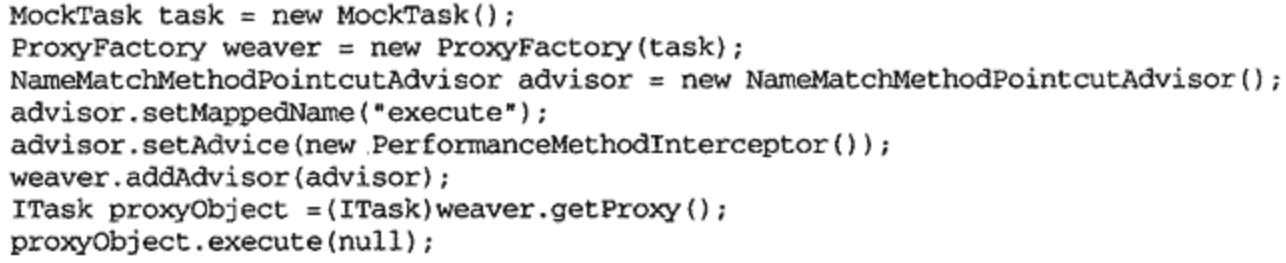 MockTask task = new MockTask();
ProxyFactory weaver = new ProxyFactory(task);
NameMatchMethodPointcutAdvisor advisor = new NameMatchMethodPointcutAdvisor();
advisor.setMappedName("execute");
advisor.setAdvice(new PerformanceMethodInterceptor());
weaver.addAdvisor(advisor);
ITask proxyObject =(ITask)weaver.getProxy();
proxyObject.execute(null);